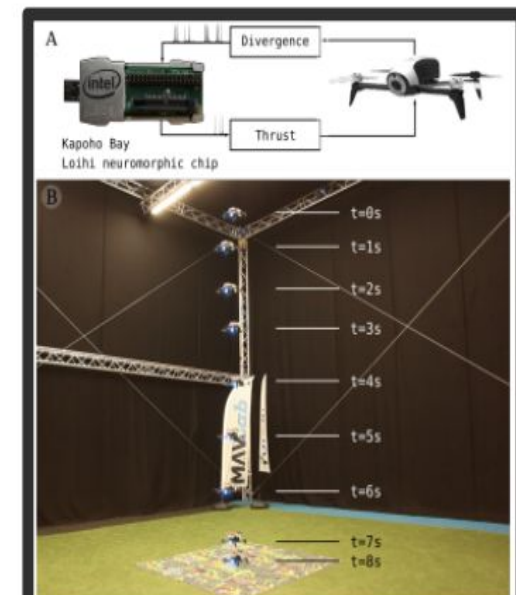 A
Divergence
intel
Thrust
Kapoho Bay
Loihi neuromorphic chip
B
t=0s
t=1s
t=2s
t=3s
t=4s
t=5s
MAVLab
t=6s
t=7s
t=8s